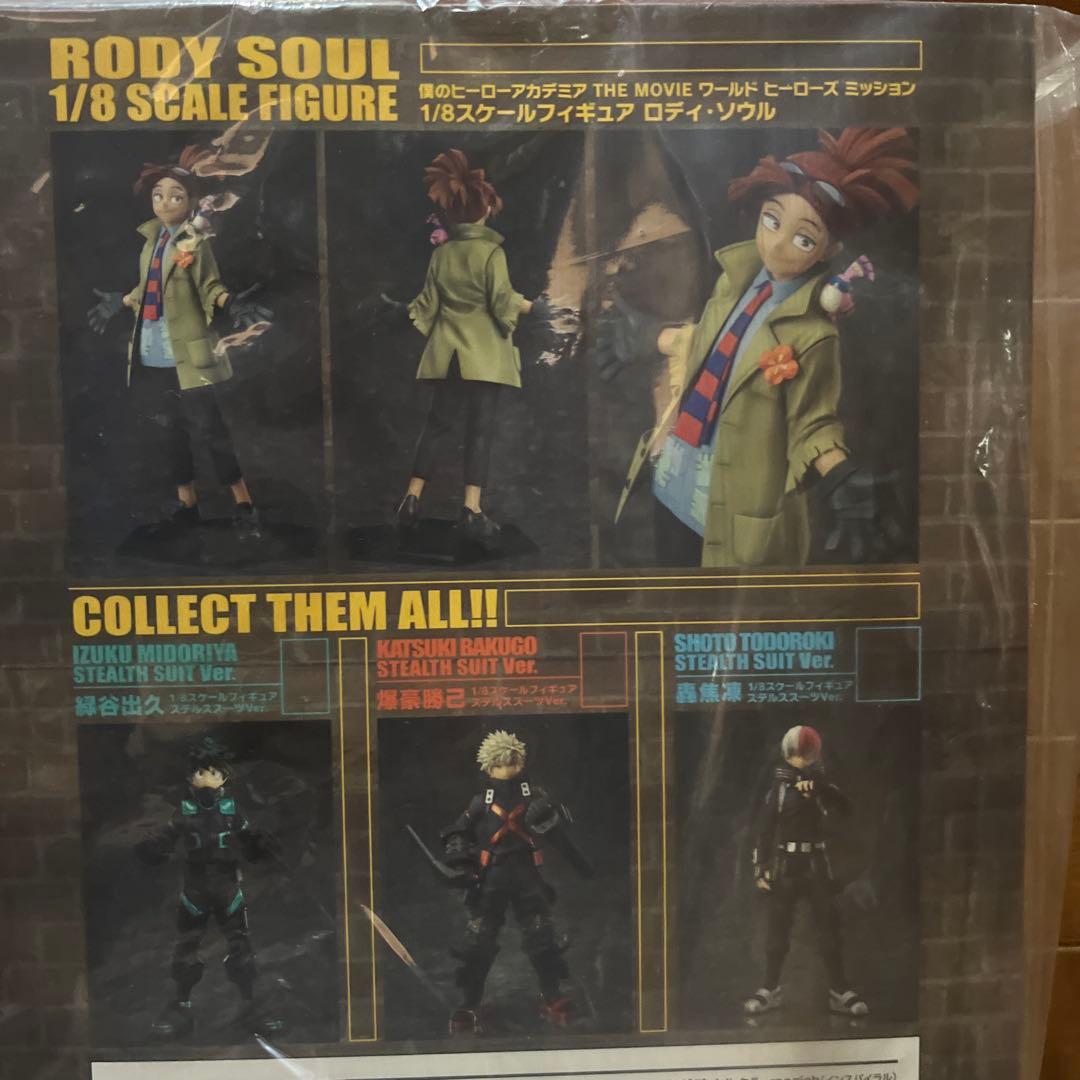 RODY SOUL
1/8 SCALE FIGURE
僕のヒーローアカデミア THE MOVIE ワールド ヒーローズ ミッション
1/8スケールフィギュア ロディ・ソウル
COLLECT THEM ALL!!
IZUKU MIDORIYA
STEALTH SUIT Ver.
緑谷出久 1/8スケールフィギュア
ステルススーツVer.
KATSUKI BAKUGO
STEALTH SUIT Ver.
爆豪勝己 1/8スケールフィギュア
ステルススーツVer.
SHOTO TODOROKI
STEALTH SUIT Ver.
轟焦凍 1/8スケールフィギュア
ステルススーツVer.